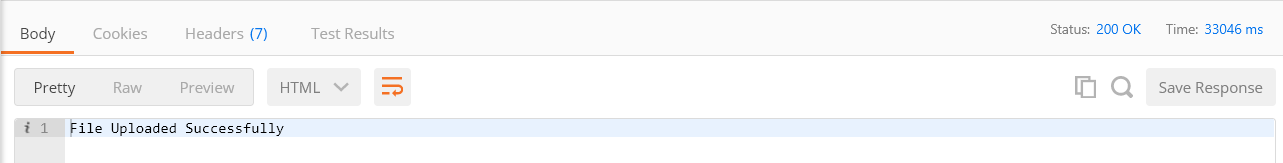 Body Cookies Headers (7) Test Results Status: 200 OK Time: 33046 ms
Pretty Raw Preview HTML Save Response
i 1 File Uploaded Successfully